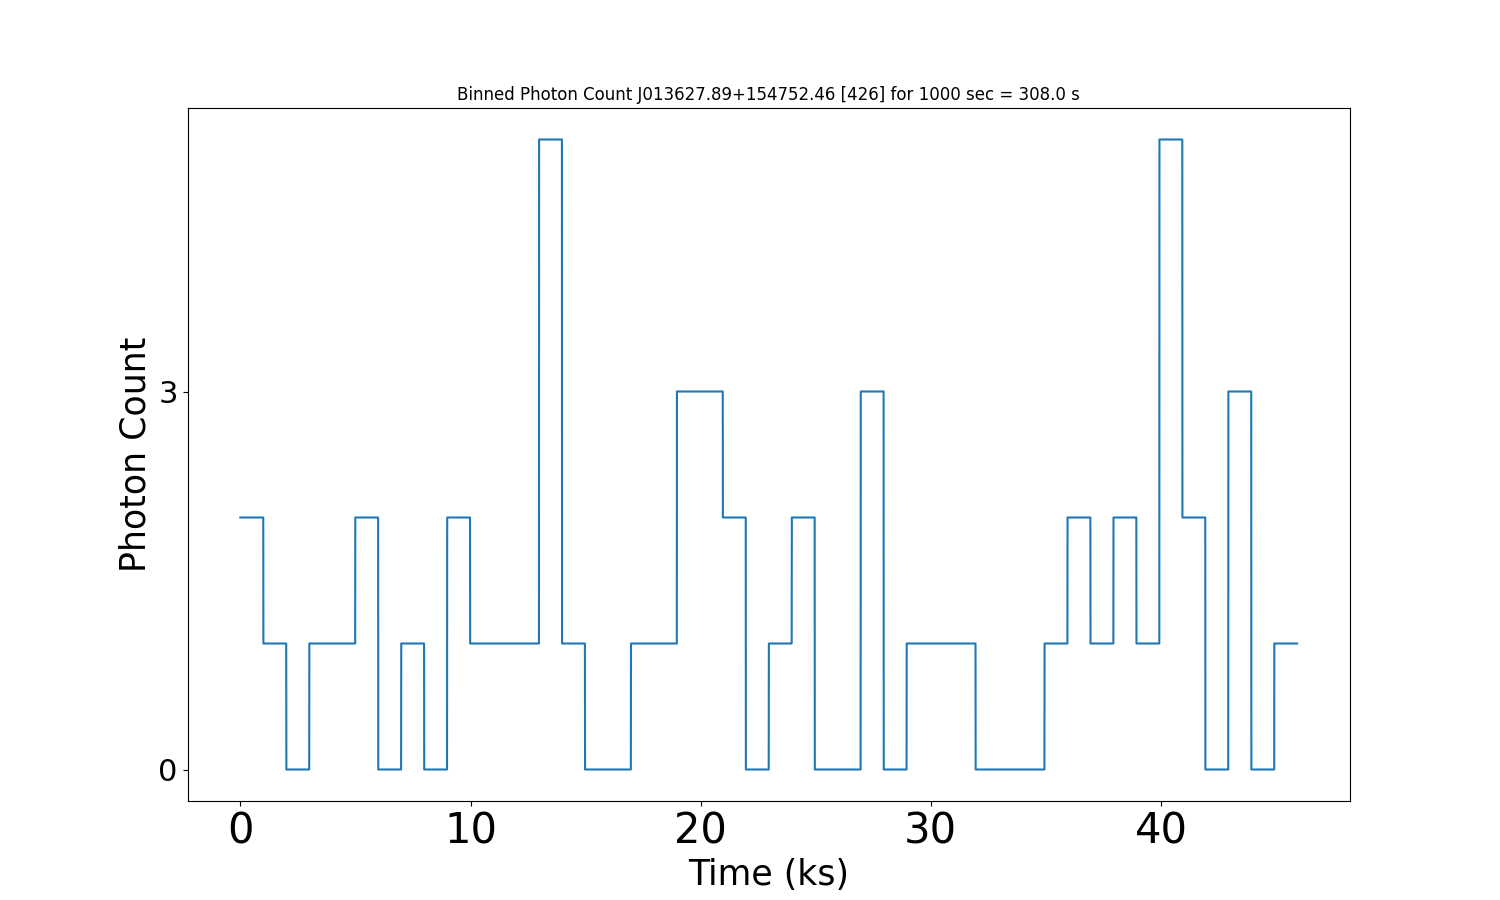 Binned Photon Count J013627.89+154752.46 [426] for 1000 sec = 308.0 s
Photon Count
3
0
0 10 20 30 40
Time (ks)